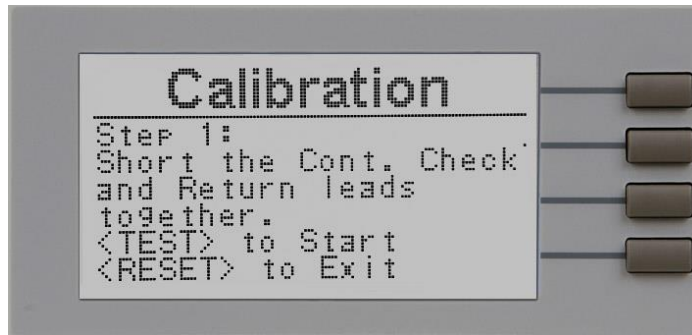 Calibration
Step 1:
Short the Cont. Check
and Return leads
together.
<TEST> to Start
<RESET> to Exit